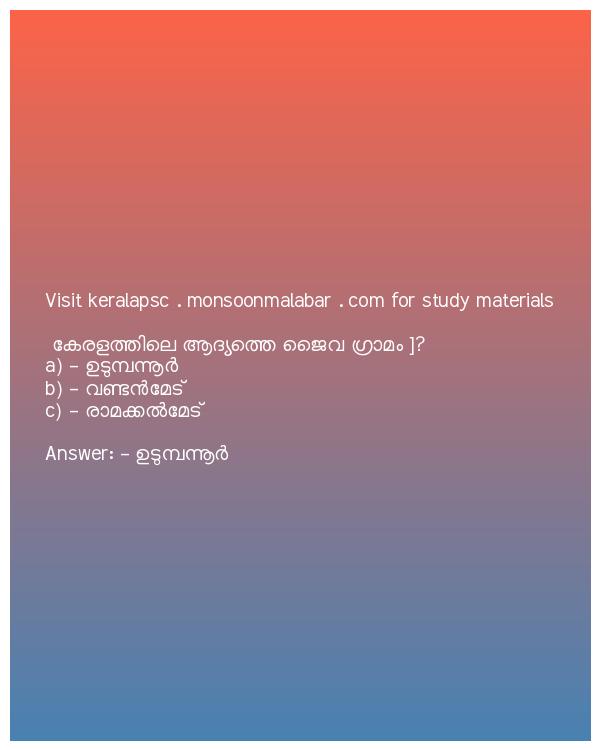 Visit keralapsc . monsoonmalabar . com for study materials
കേരളത്തിലെ ആദ്യത്തെ ജൈവ ഗ്രാമം ]?
a) – ഉടുമ്പന്നൂർ
b) – വണ്ടൻമേട്
c) – രാമക്കൽമേട്
Answer: – ഉടുമ്പന്നൂർ